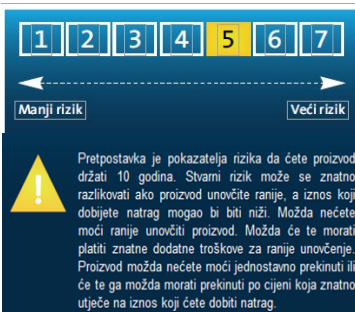 1 2 3 4 5 6 7
Manji rizik Veći rizik
Pretpostavka je pokazatelja rizika da ćete proizvod
držati 10 godina. Stvarni rizik može se znatno
razlikovati ako proizvod unovčite ranije, a iznos koji
dobijete natrag mogao bi biti niži. Možda nećete
moći ranije unovčiti proizvod. Možda će te morati
platiti znatne dodatne troškove za ranije unovčenje.
Proizvod možda nećete moći jednostavno prekinuti ili
će te ga možda morati prekinuti po cijeni koja znatno
utječe na iznos koji ćete dobiti natrag.